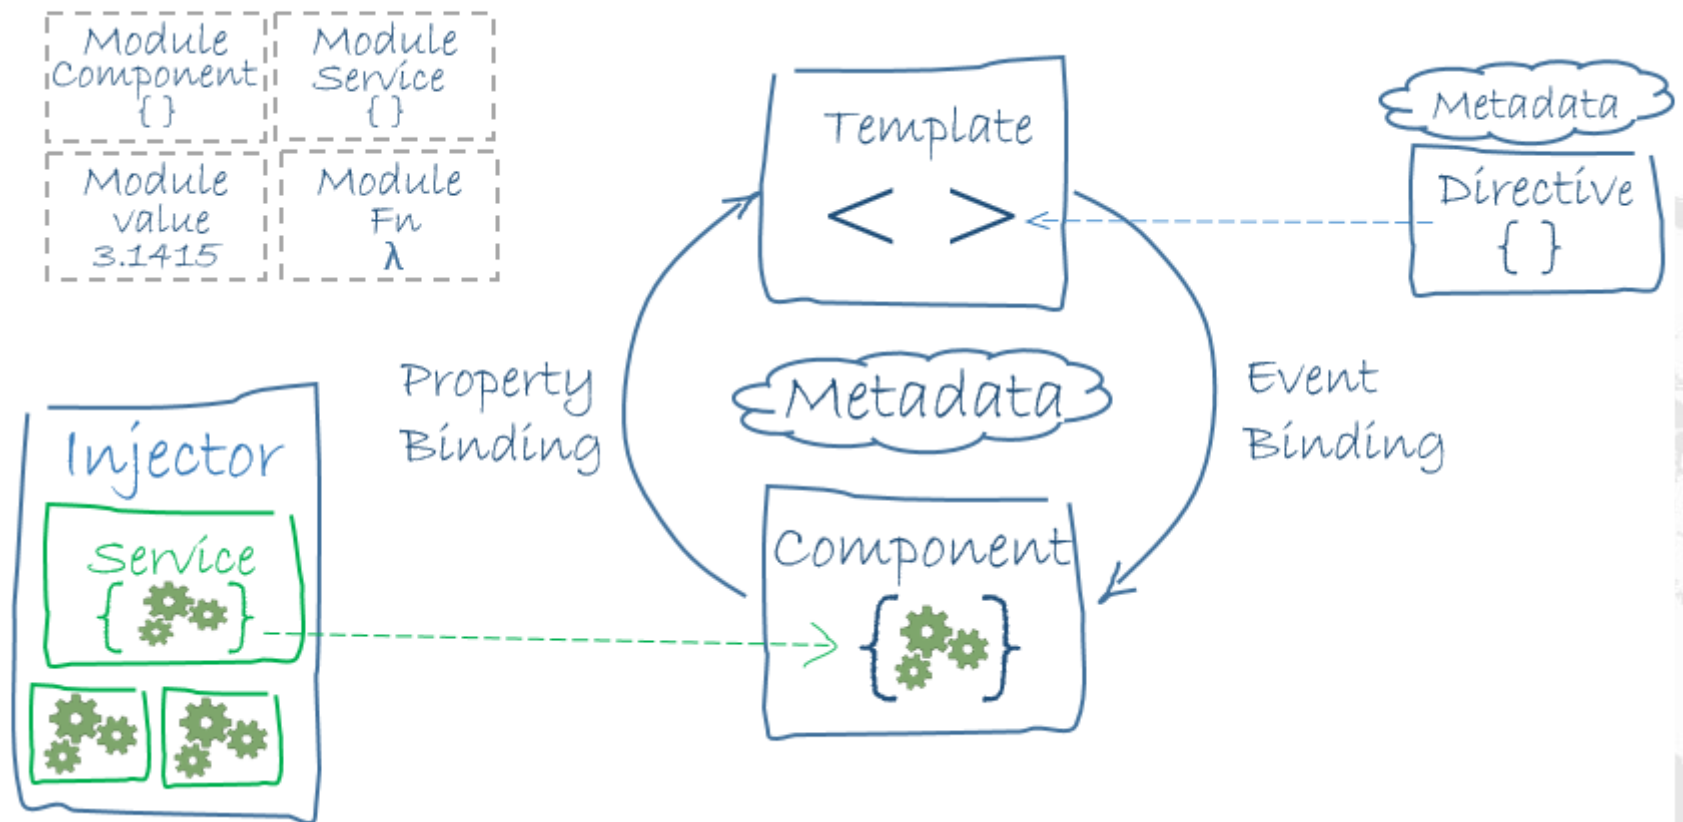 Module
Component
{ }
Module
Service
{ }
Module
value
3.1415
Module
Fn
λ
Template
< >
Metadata
Directive
{ }
Property
Binding
Metadata
Event
Binding
Injector
Service
{ }
Component
{ }